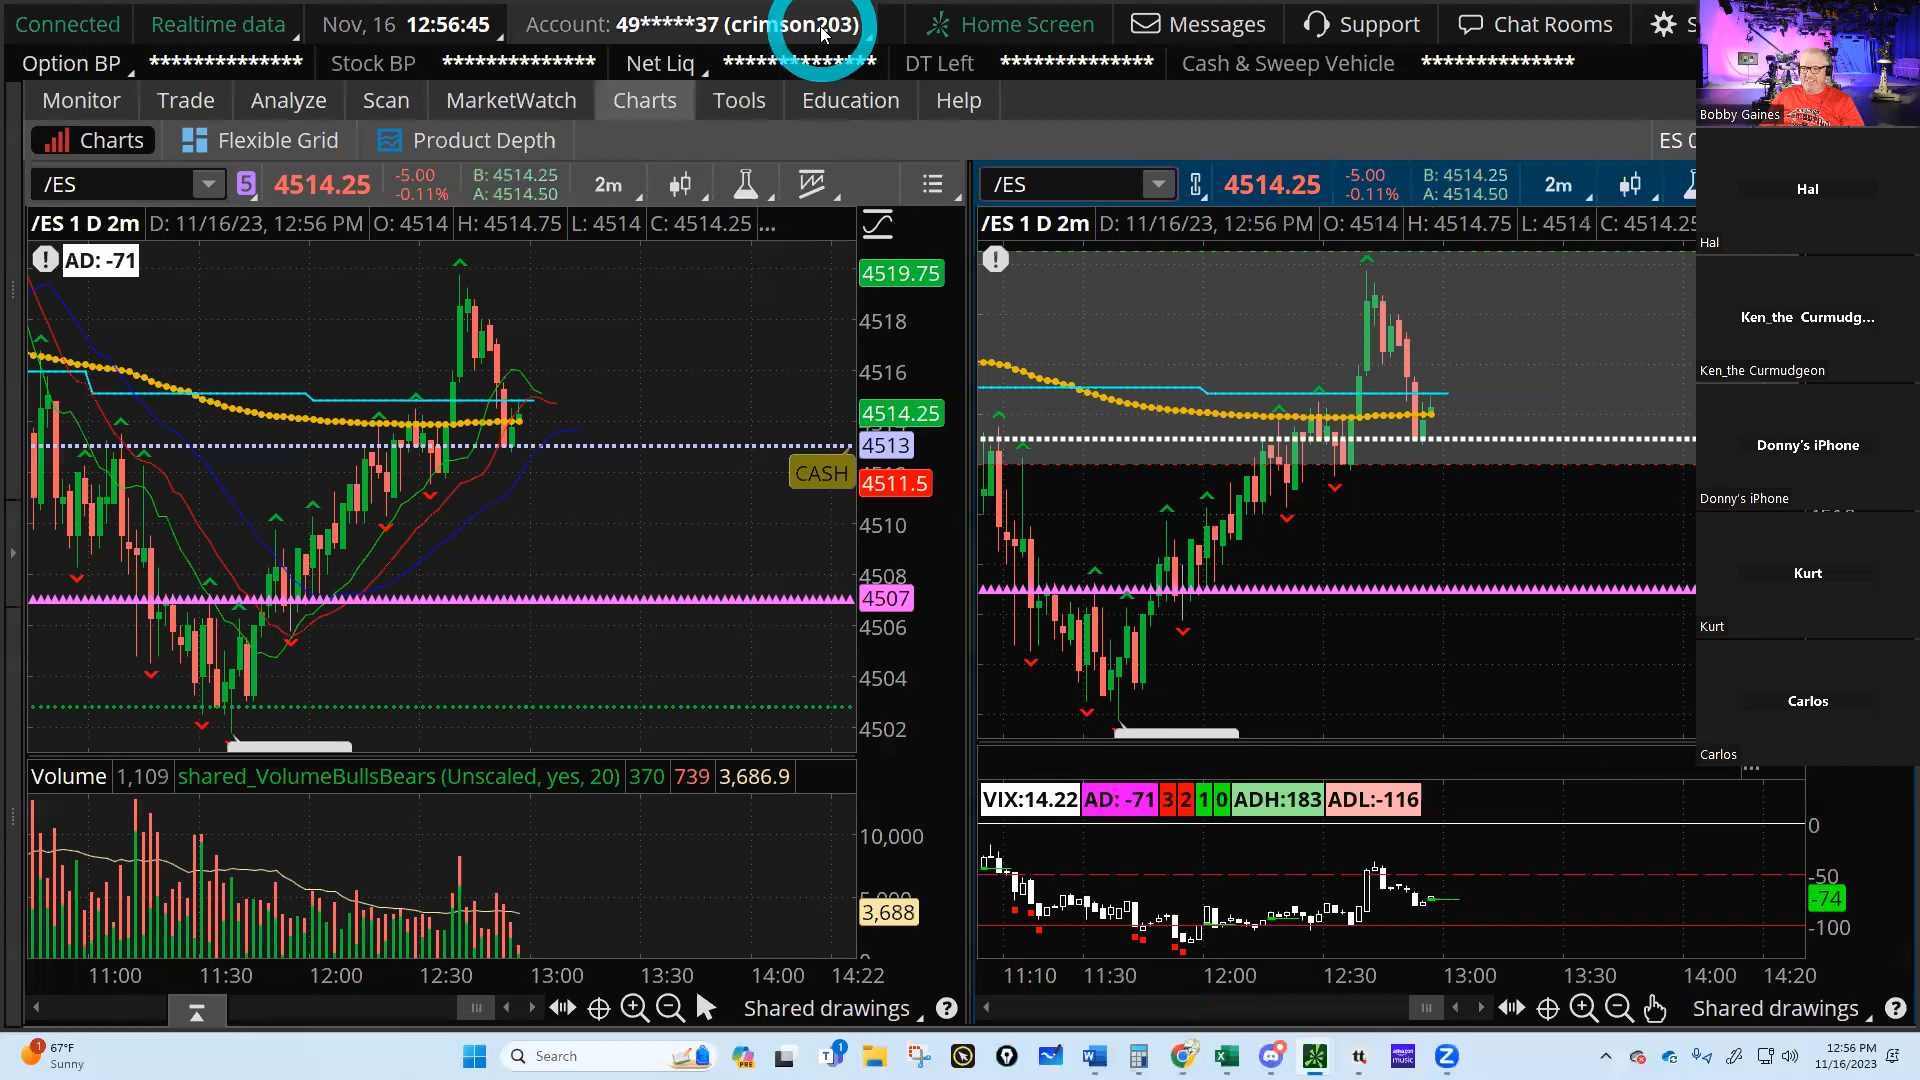 Connected Realtime data Nov, 16 12:56:45 Account: 49*****37 (crimson203) Home Screen Messages Support Chat Rooms S
Option BP ************** Stock BP ************** Net Liq ************** DT Left ************** Cash & Sweep Vehicle **************
Monitor Trade Analyze Scan MarketWatch Charts Tools Education Help
Bobby Gaines
Charts Flexible Grid Product Depth ES
/ES 5 4514.25 -5.00 -0.11% B: 4514.25 A: 4514.50 2m
/ES 4514.25 -5.00 -0.11% B: 4514.25 A: 4514.50 2m
Hal
Hal
/ES 1 D 2m D: 11/16/23, 12:56 PM O: 4514 H: 4514.75 L: 4514 C: 4514.25 ...
/ES 1 D 2m D: 11/16/23, 12:56 PM O: 4514 H: 4514.75 L: 4514 C: 4514.25
AD: -71
4519.75
4518
4516
4514.25
4513
CASH
4511.5
4510
4508
4507
4506
4504
4502
Ken_the Curmudg...
Ken_the Curmudgeon
Donny's iPhone
Donny's iPhone
Kurt
Kurt
Carlos
Carlos
Volume 1,109 shared_VolumeBullsBears (Unscaled, yes, 20) 370 739 3,686.9
10,000
3,688
VIX:14.22 AD: -71 3 2 1 0 ADH:183 ADL:-116
0
-50
-74
-100
11:00 11:30 12:00 12:30 13:00 13:30 14:00 14:22
11:10 11:30 12:00 12:30 13:00 13:30 14:00 14:20
Shared drawings
Shared drawings
1 67°F
Sunny
Search
PRE
1
tt
amazon music
12:56 PM
11/16/2023